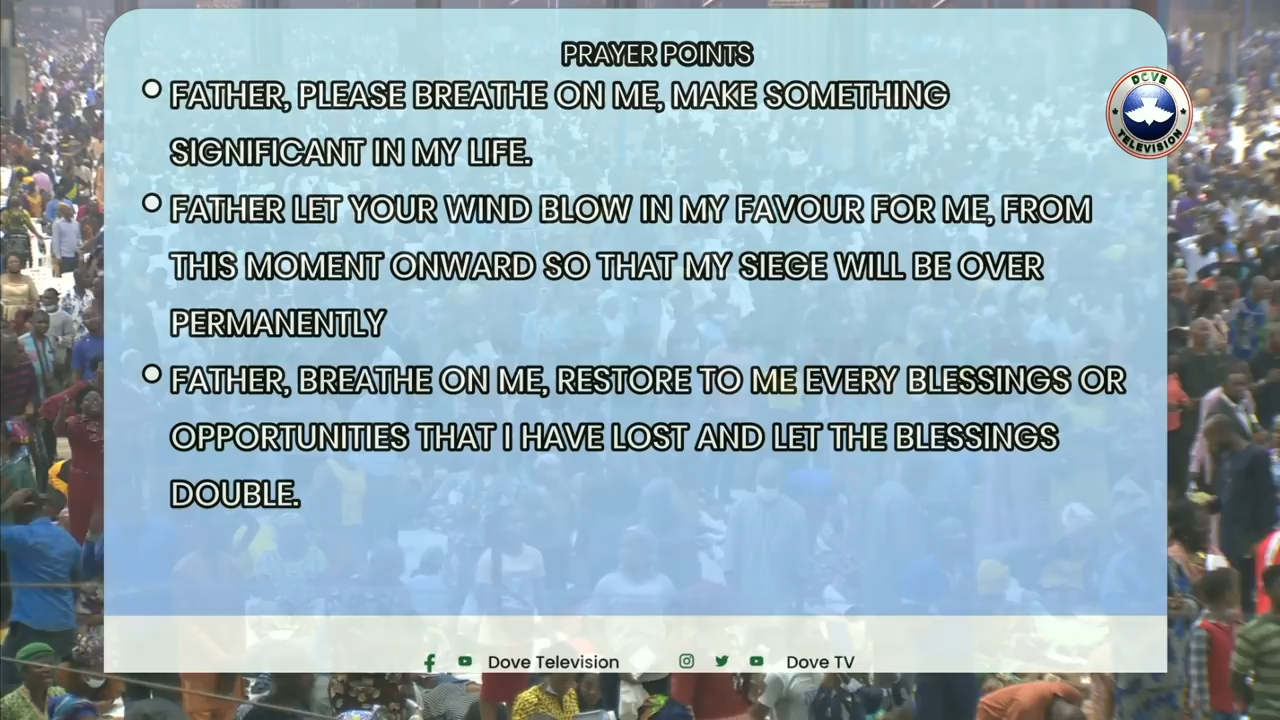 PRAYER POINTS
FATHER, PLEASE BREATHE ON ME, MAKE SOMETHING
SIGNIFICANT IN MY LIFE.
FATHER LET YOUR WIND BLOW IN MY FAVOUR FOR ME, FROM
THIS MOMENT ONWARD SO THAT MY SIEGE WILL BE OVER
PERMANENTLY
FATHER, BREATHE ON ME, RESTORE TO ME EVERY BLESSINGS OR
OPPORTUNITIES THAT I HAVE LOST AND LET THE BLESSINGS
DOUBLE.
DOVE
TELEVISION
Dove Television
Dove TV